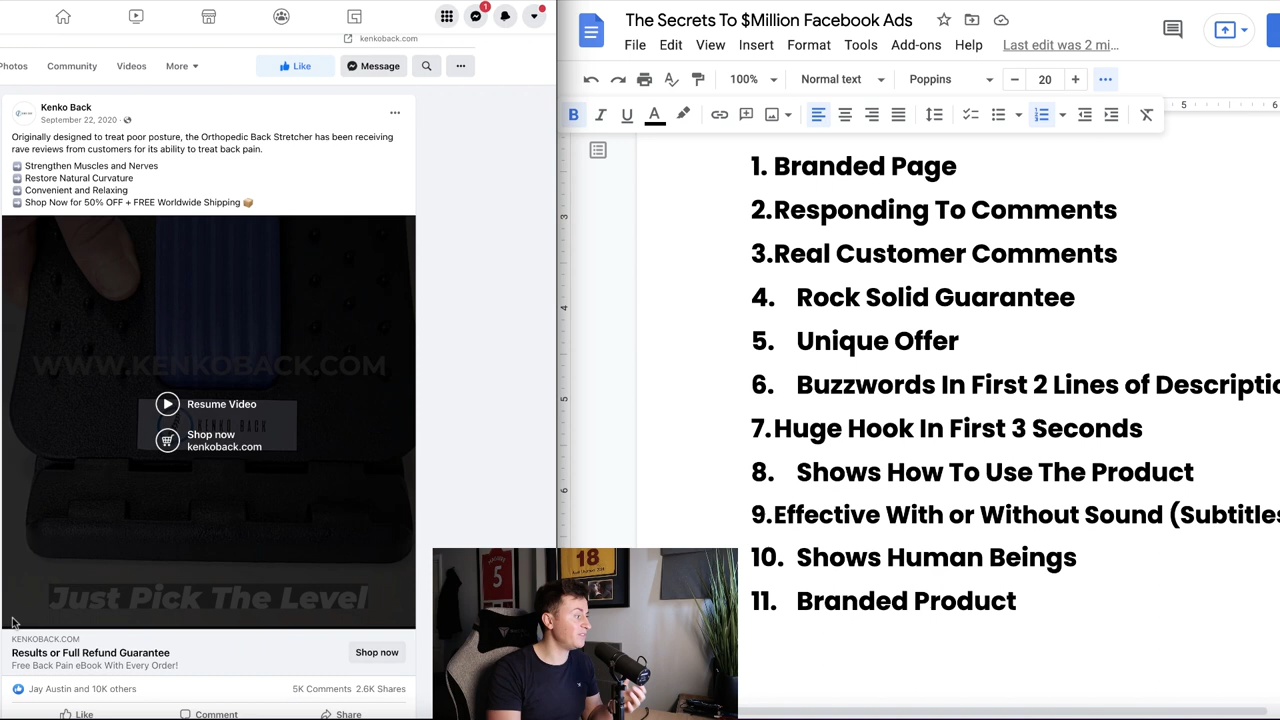 1
kenkoback.com
Photos Community Videos More Like Message
Kenko Back
September 22, 2020
Originally designed to treat poor posture, the Orthopedic Back Stretcher has been receiving
rave reviews from customers for its ability to treat back pain.
Strengthen Muscles and Nerves
Restore Natural Curvature
Convenient and Relaxing
Shop Now for 50% OFF + FREE Worldwide Shipping
WWW.KENKOBACK.COM
Resume Video
Shop now
kenkoback.com
Just Pick The Level
KENKOBACK.COM
Results or Full Refund Guarantee
Free Back Pain eBook With Every Order!
Shop now
Jay Austin and 10K others 5K Comments 2.6K Shares
Like Comment Share
The Secrets To $Million Facebook Ads
File Edit View Insert Format Tools Add-ons Help Last edit was 2 mi...
100% Normal text Poppins 20
B I U A
5
3
4
5
6
1. Branded Page
2.Responding To Comments
3.Real Customer Comments
4. Rock Solid Guarantee
5. Unique Offer
6. Buzzwords In First 2 Lines of Descriptio
7.Huge Hook In First 3 Seconds
8. Shows How To Use The Product
9.Effective With or Without Sound (Subtitles
10. Shows Human Beings
11. Branded Product
5
18